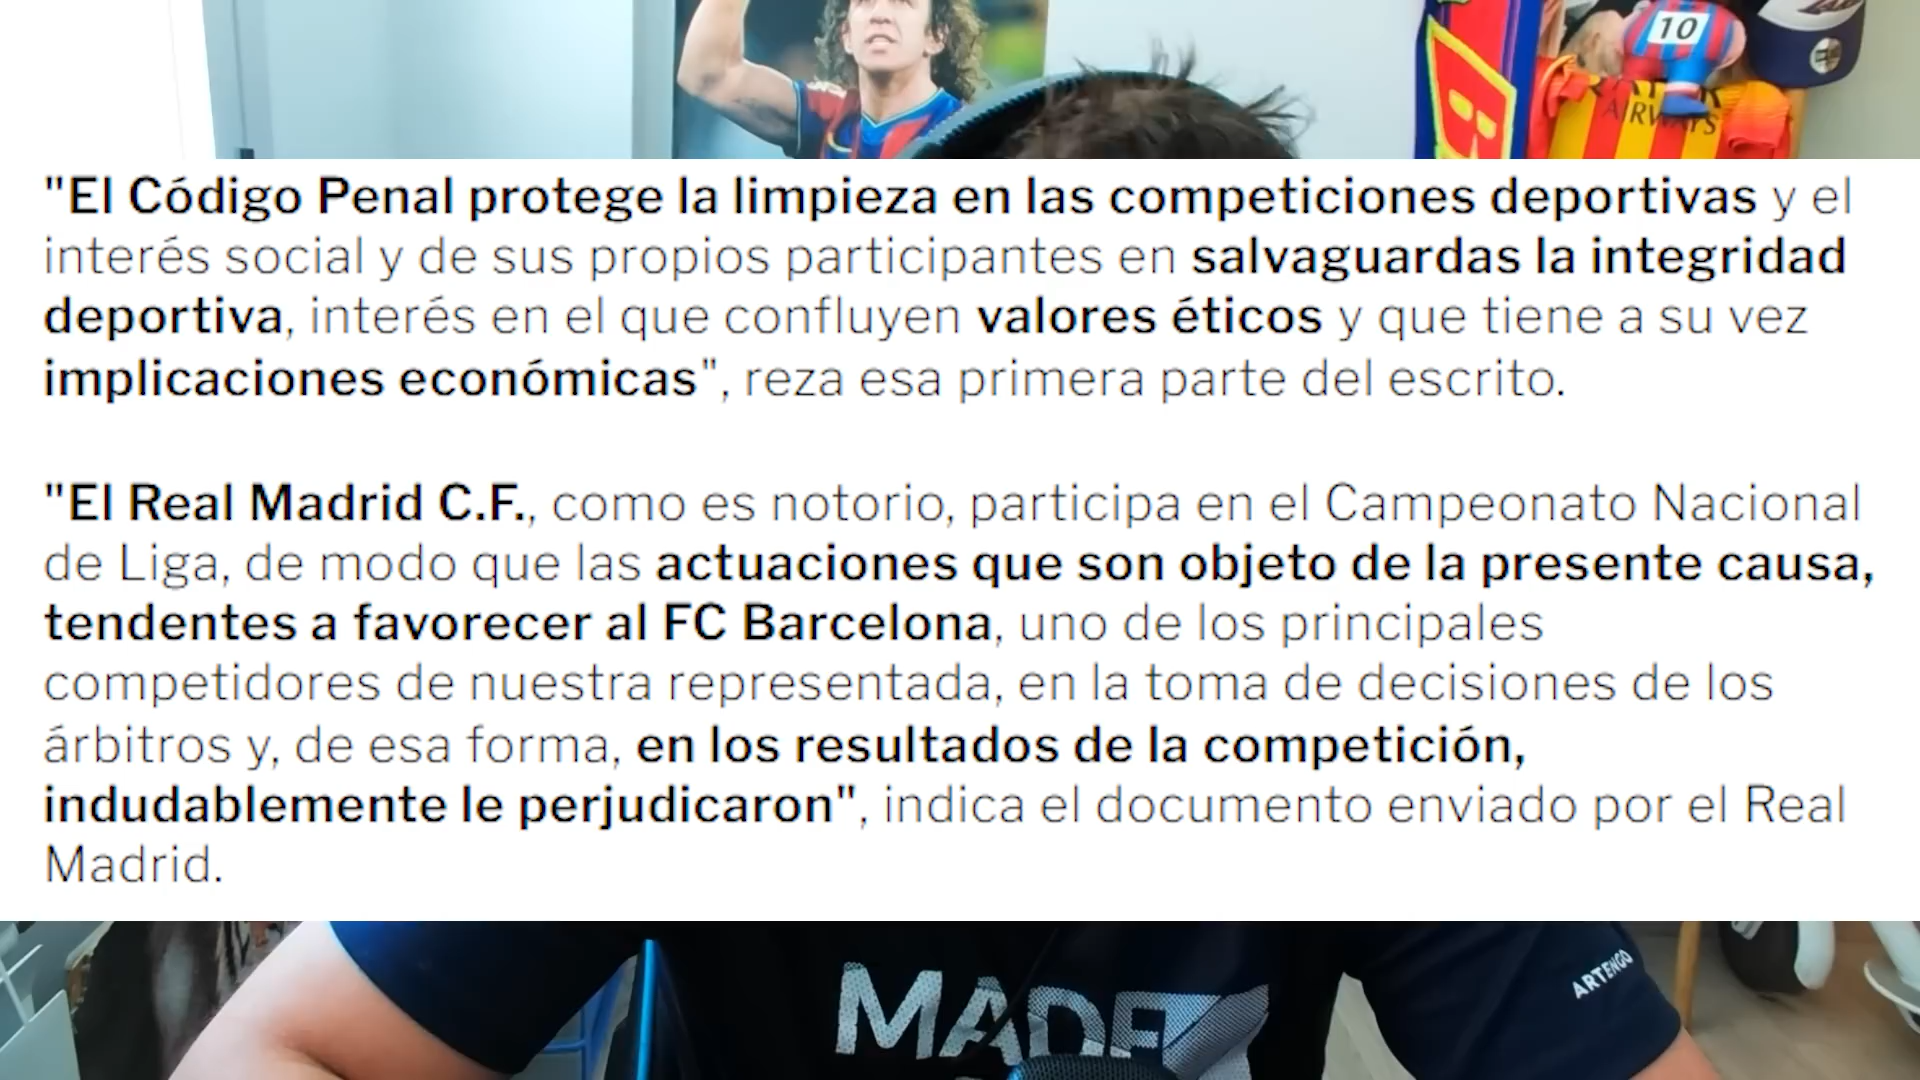 10
AIRWAYS
"El Código Penal protege la limpieza en las competiciones deportivas y el
interés social y de sus propios participantes en salvaguardas la integridad
deportiva, interés en el que confluyen valores éticos y que tiene a su vez
implicaciones económicas", reza esa primera parte del escrito.
"El Real Madrid C.F., como es notorio, participa en el Campeonato Nacional
de Liga, de modo que las actuaciones que son objeto de la presente causa,
tendentes a favorecer al FC Barcelona, uno de los principales
competidores de nuestra representada, en la toma de decisiones de los
árbitros y, de esa forma, en los resultados de la competición,
indudablemente le perjudicaron", indica el documento enviado por el Real
Madrid.
ARTENGO
MADE